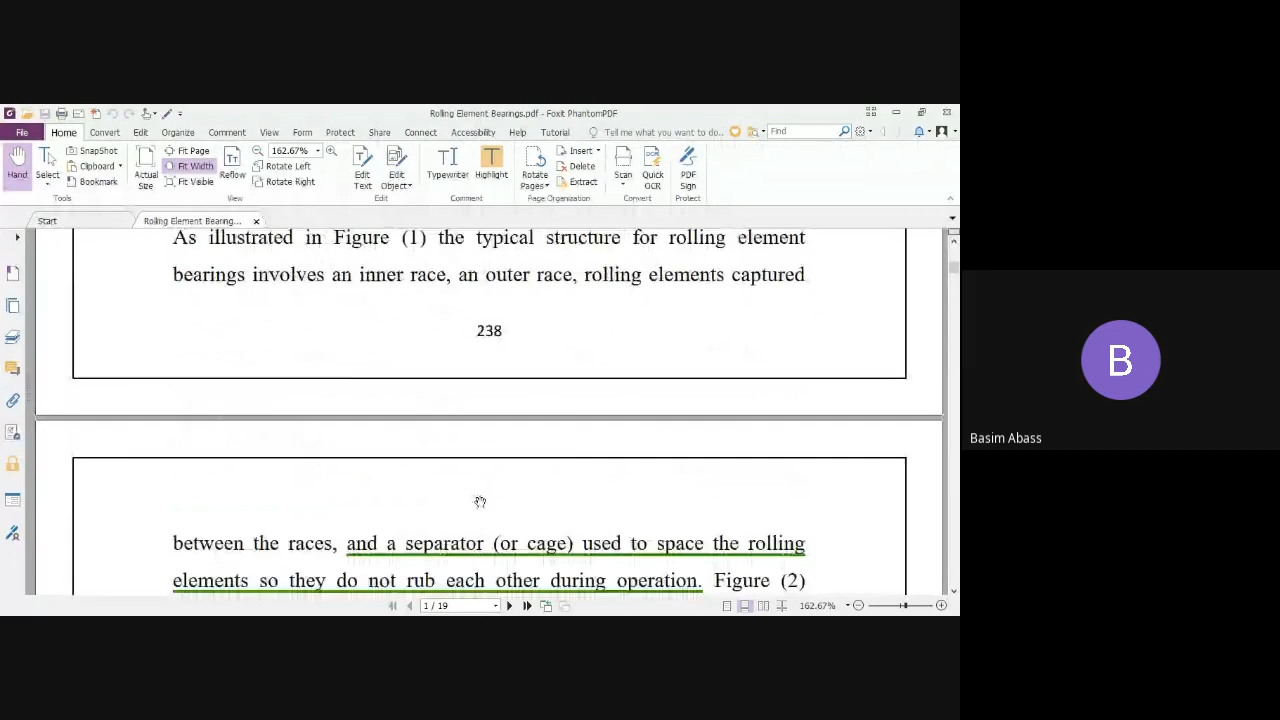 Rolling Element Bearings.pdf - Foxit PhantomPDF
File Home Convert Edit Organize Comment View Form Protect Share Connect Accessibility Help Tutorial Tell me what you want to do.. Find
Hand
Select
SnapShot
Clipboard
Bookmark
Tools
Actual Size
Fit Page
Fit Width
Fit Visible
Reflow
162.67%
Rotate Left
Rotate Right
View
Edit Text
Edit Object
Edit
Typewriter
Highlight
Comment
Rotate Pages
Insert
Delete
Extract
Page Organization
Scan
Quick OCR
Convert
PDF Sign
Protect
Start
Rolling Element Bearing...
As illustrated in Figure (1) the typical structure for rolling element
bearings involves an inner race, an outer race, rolling elements captured
238
between the races, and a separator (or cage) used to space the rolling
elements so they do not rub each other during operation. Figure (2)
1 / 19
162.67%
B
Basim Abass